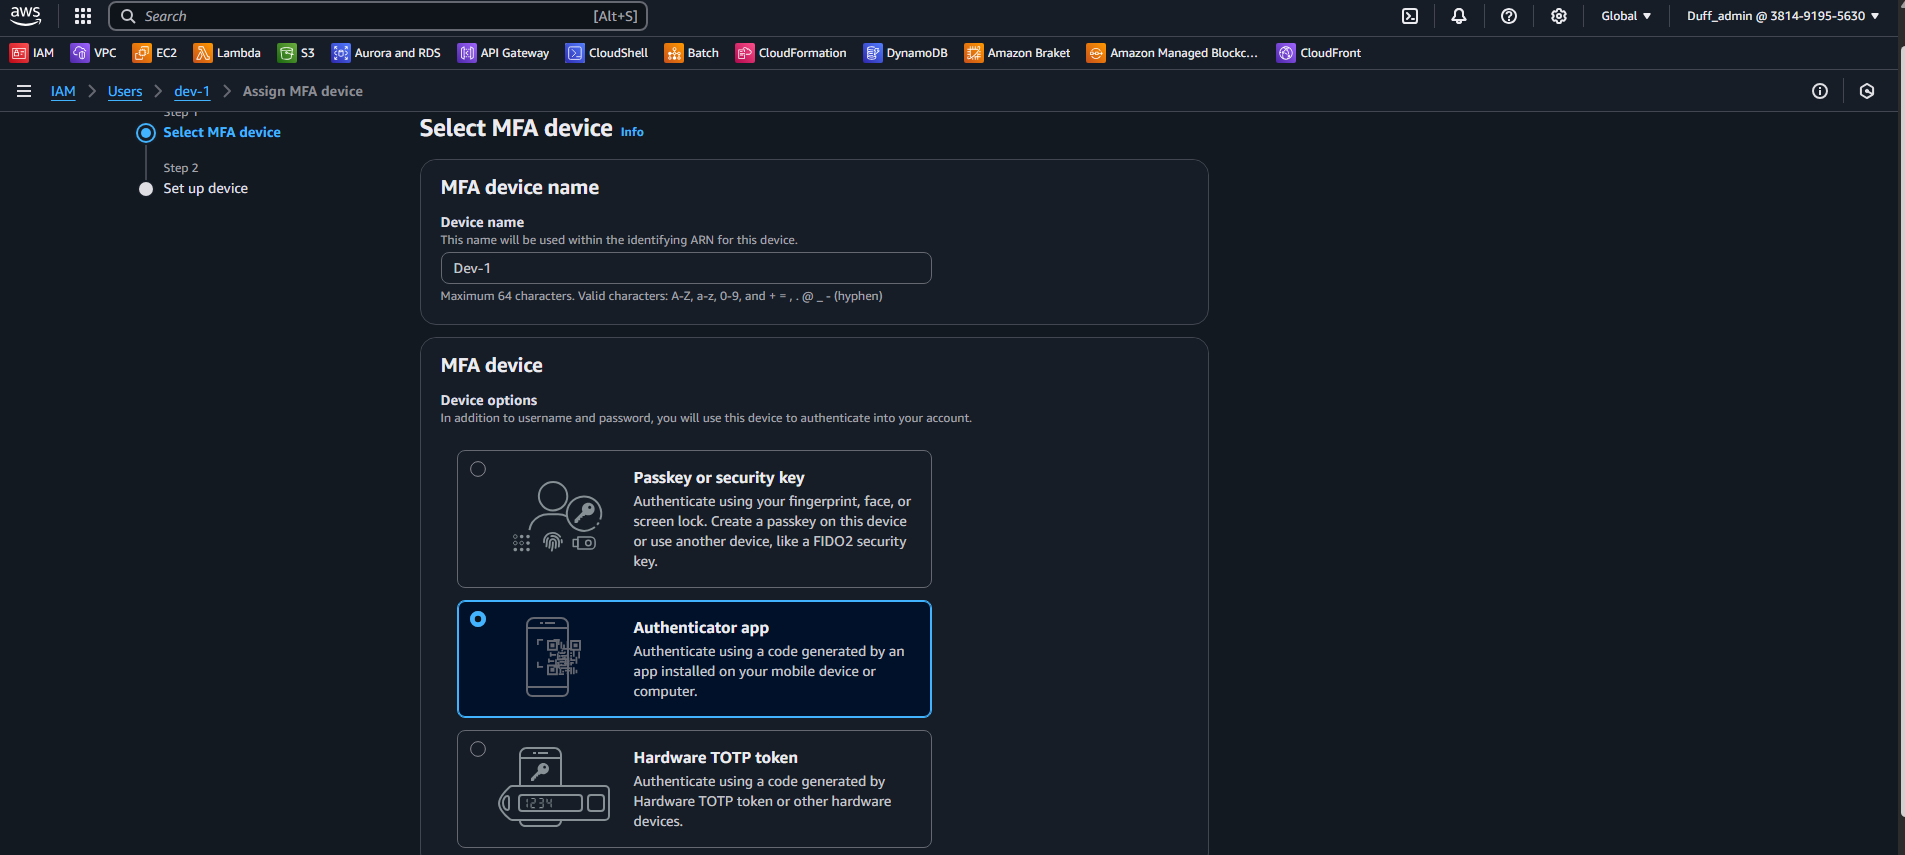 aws
Search [Alt+S]
Global ▼
Duff_admin @ 3814-9195-5630 ▼
IAM VPC EC2 Lambda S3 Aurora and RDS API Gateway CloudShell Batch CloudFormation DynamoDB Amazon Braket Amazon Managed Blockc... CloudFront
IAM > Users > dev-1 > Assign MFA device
Step 1
Select MFA device
Step 2
Set up device
Select MFA device Info
MFA device name
Device name
This name will be used within the identifying ARN for this device.
Dev-1
Maximum 64 characters. Valid characters: A-Z, a-z, 0-9, and + = , . @ _ - (hyphen)
MFA device
Device options
In addition to username and password, you will use this device to authenticate into your account.
Passkey or security key
Authenticate using your fingerprint, face, or
screen lock. Create a passkey on this device
or use another device, like a FIDO2 security
key.
Authenticator app
Authenticate using a code generated by an
app installed on your mobile device or
computer.
1234
Hardware TOTP token
Authenticate using a code generated by
Hardware TOTP token or other hardware
devices.